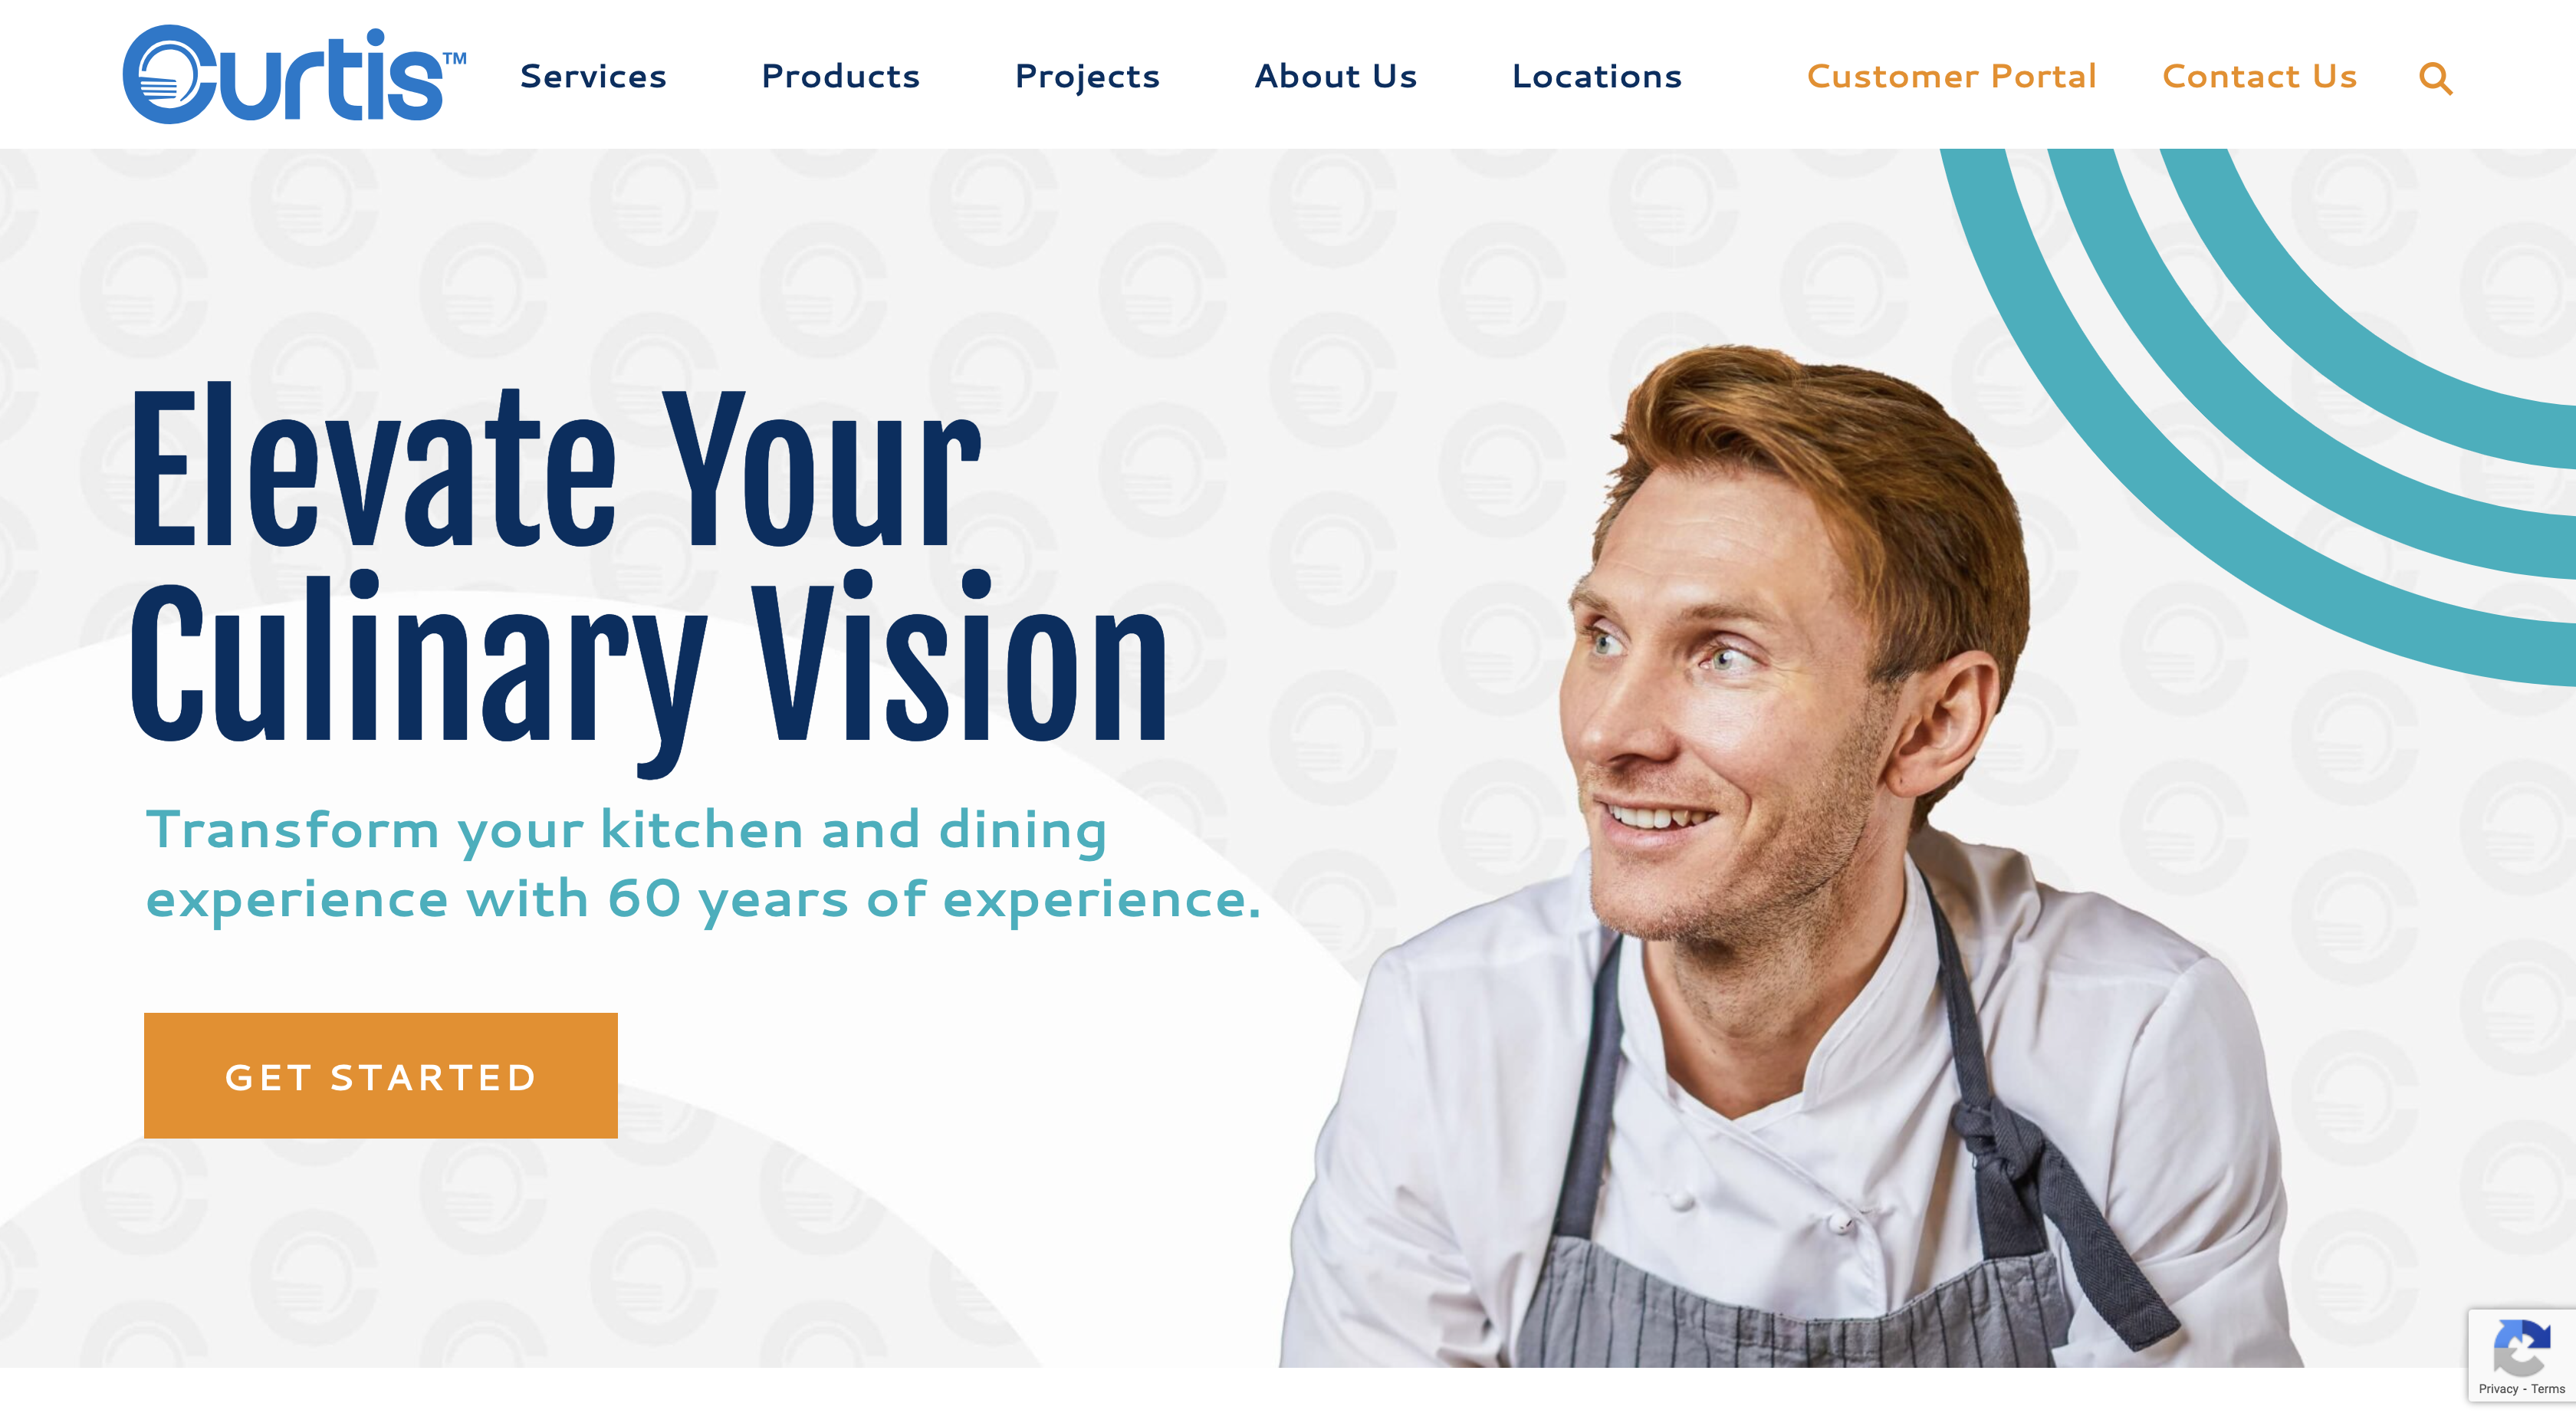 Curtis™
Services Products Projects About Us Locations Customer Portal Contact Us
Elevate Your
Culinary Vision
Transform your kitchen and dining
experience with 60 years of experience.
GET STARTED
Privacy - Terms